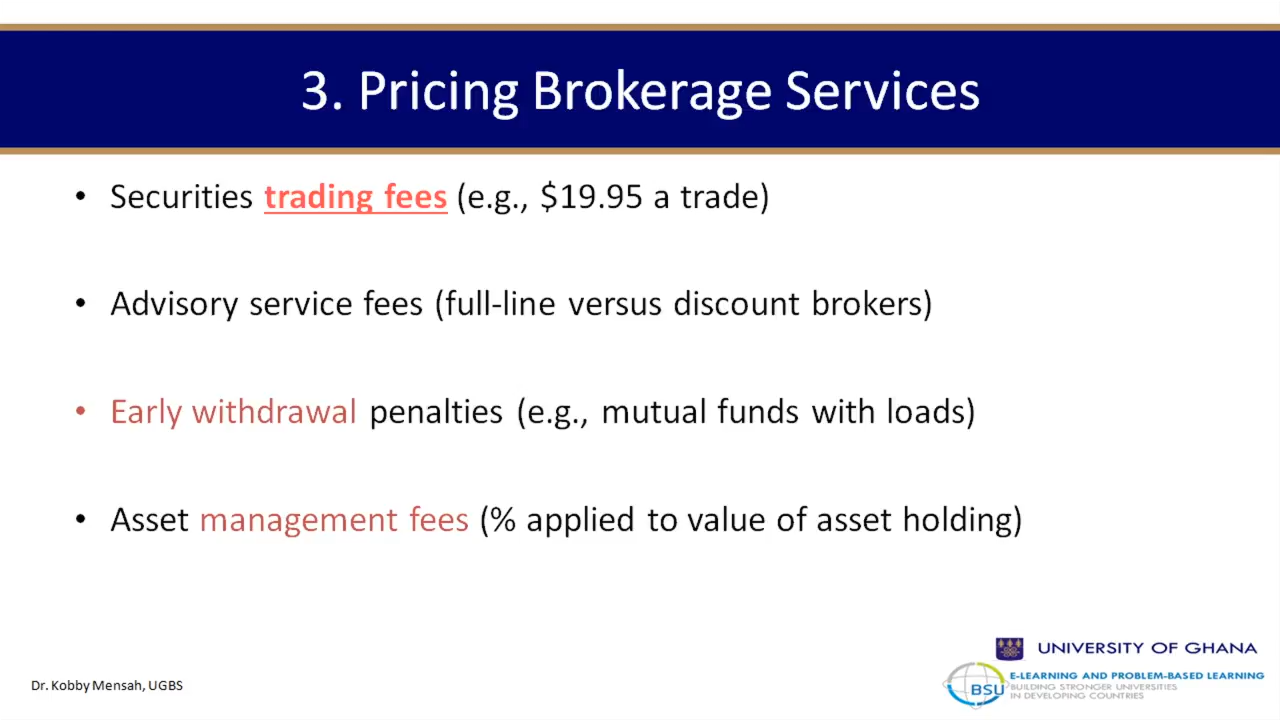 3. Pricing Brokerage Services
• Securities trading fees (e.g., $19.95 a trade)
• Advisory service fees (full-line versus discount brokers)
• Early withdrawal penalties (e.g., mutual funds with loads)
• Asset management fees (% applied to value of asset holding)
UNIVERSITY OF GHANA
Dr. Kobby Mensah, UGBS
BSU
E-LEARNING AND PROBLEM-BASED LEARNING
BUILDING STRONGER UNIVERSITIES
IN DEVELOPING COUNTRIES